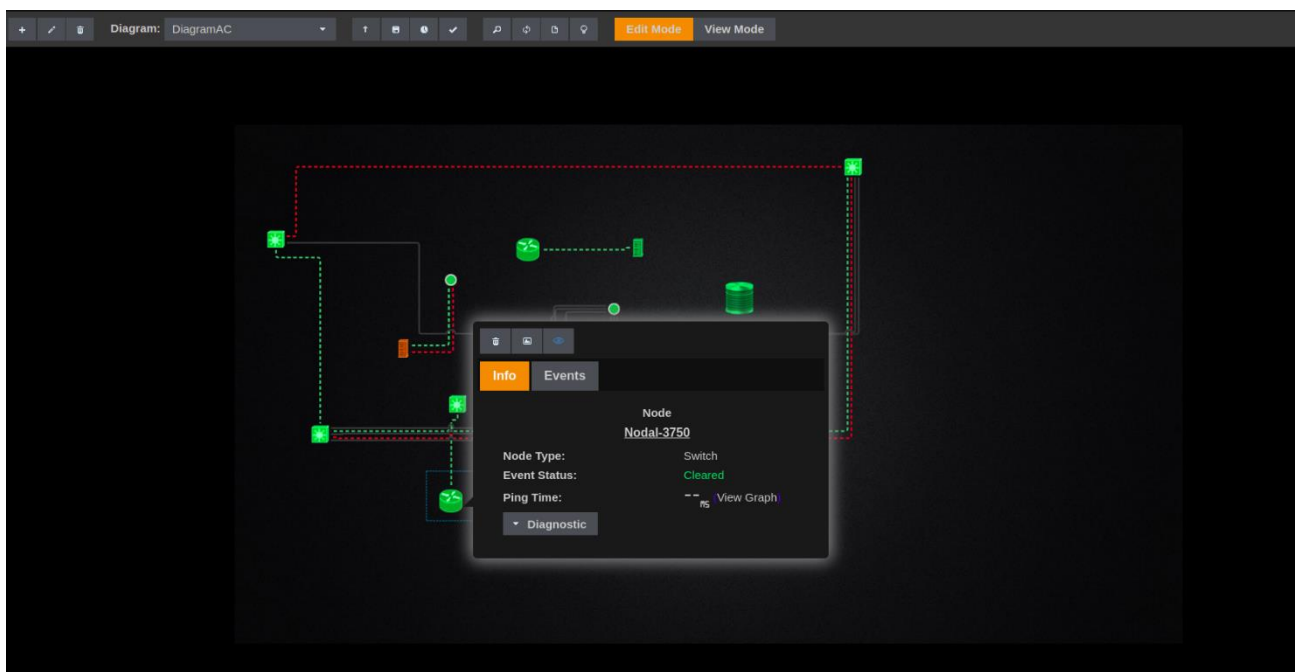 Diagram: DiagramAC Edit Mode View Mode
Info Events
Node
Nodal-3750
Node Type: Switch
Event Status: Cleared
Ping Time: -- ms (View Graph)
Diagnostic